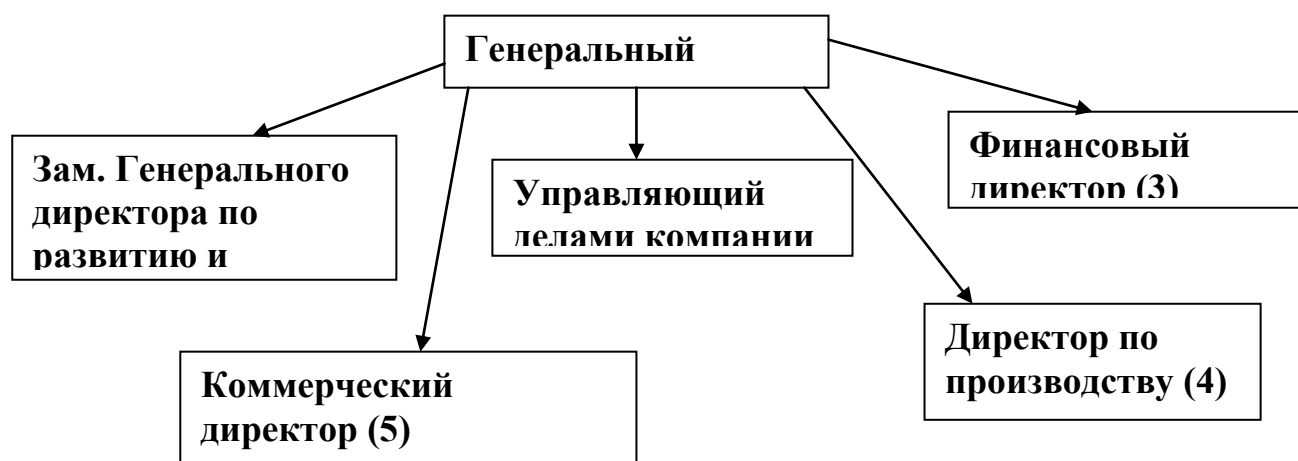 Генеральный
Зам. Генерального
директора по
развитию и
Управляющий
делами компании
Финансовый
директор (3)
Коммерческий
директор (5)
Директор по
производству (4)